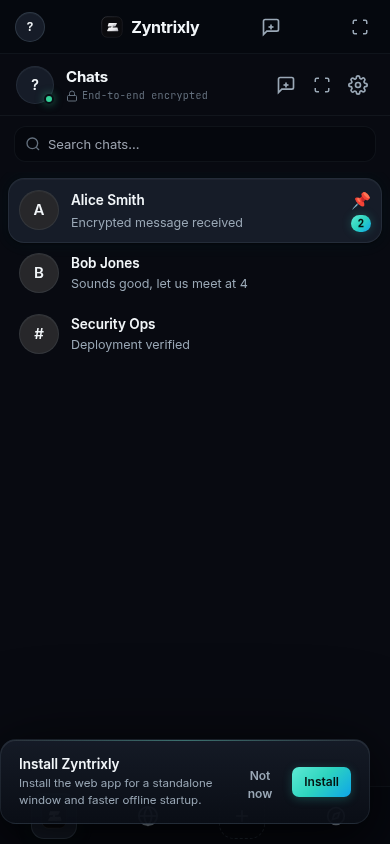 ?
Zyntrixly
?
Chats
End-to-end encrypted
Search chats...
A
Alice Smith
Encrypted message received
2
B
Bob Jones
Sounds good, let us meet at 4
#
Security Ops
Deployment verified
Install Zyntrixly
Install the web app for a standalone
window and faster offline startup.
Not
now
Install